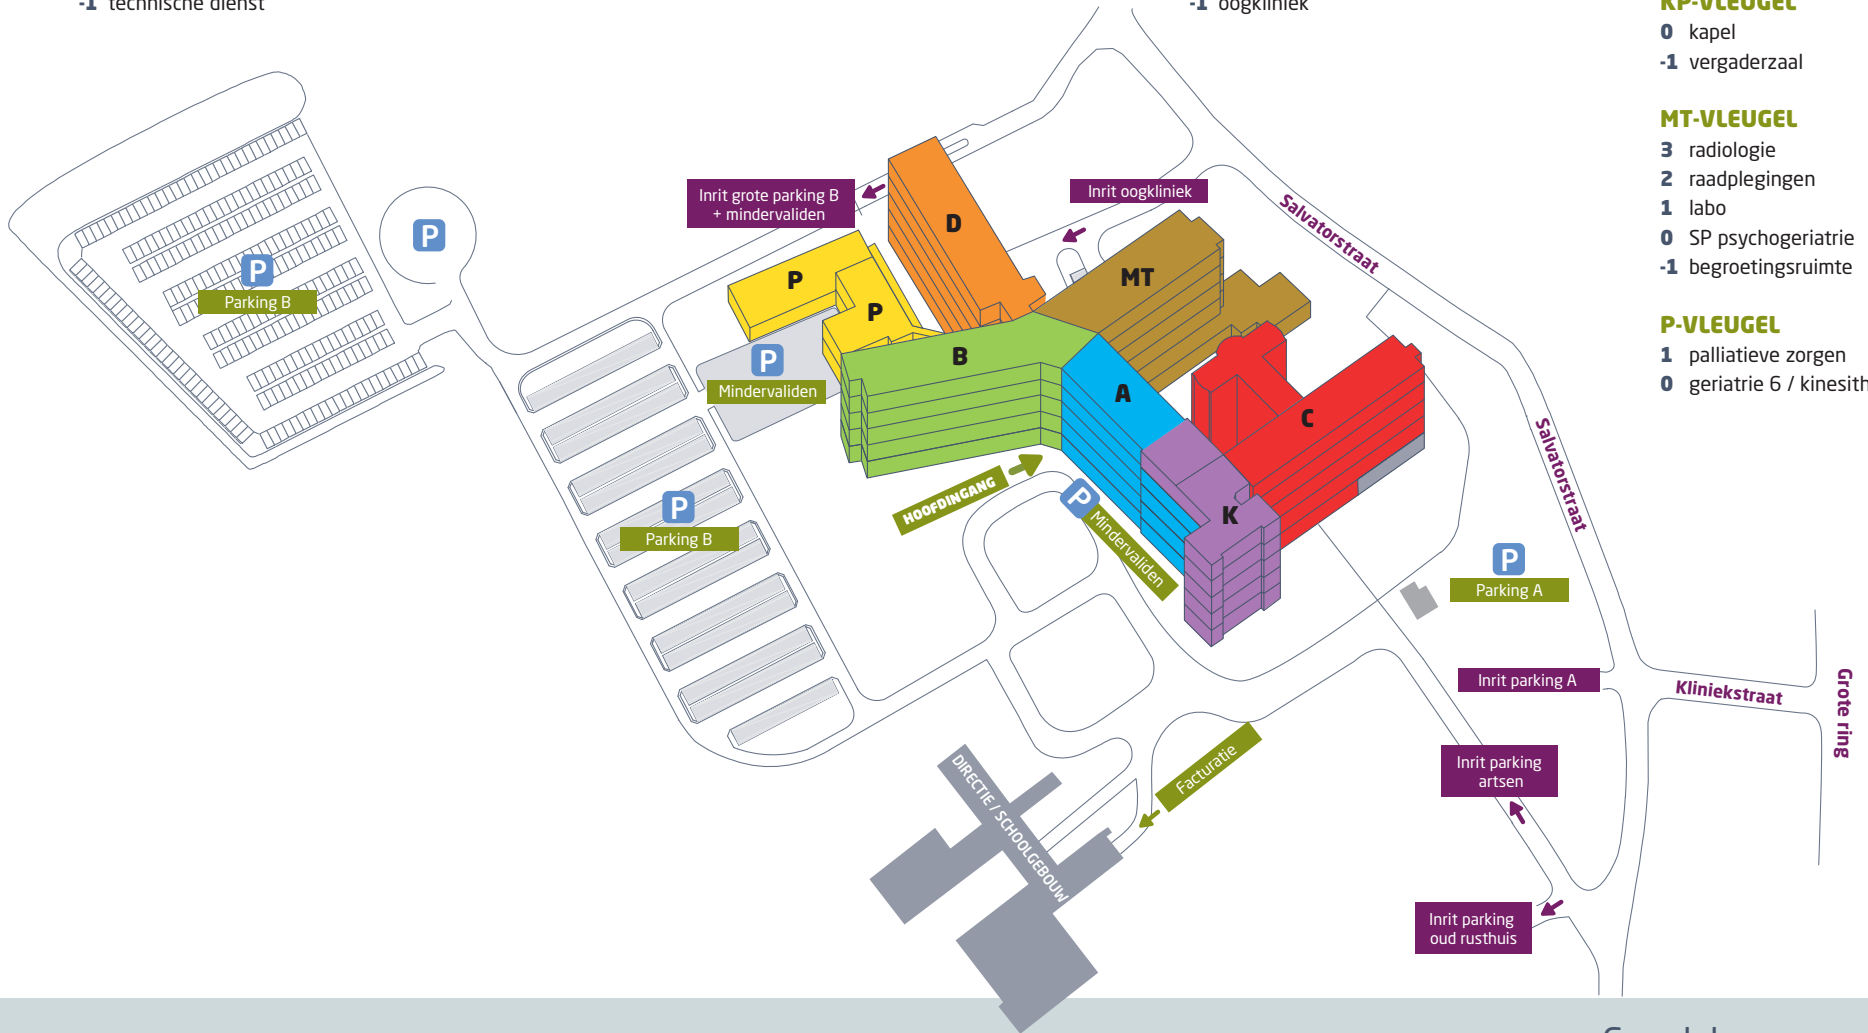 -1 technische dienst
-1 oogkliniek
KP-VLEUGEL
0 kapel
-1 vergaderzaal
MT-VLEUGEL
3 radiologie
2 raadplegingen
1 labo
0 SP psychogeriatrie
-1 begroetingsruimte
P-VLEUGEL
1 palliatieve zorgen
0 geriatrie 6 / kinesith
Inrit grote parking B
+ mindervaliden
Inrit oogkliniek
Salvatorstraat
D
MT
P
P
P
P
Parking B
P
Mindervaliden
B
A
C
K
HOOFDINGANG
P
Mindervaliden
P
Parking B
Salvatorstraat
P
Parking A
Inrit parking A
Kliniekstraat
Grote ring
Facturatie
Inrit parking
artsen
DIRECTIE / SCHOOLGEBOUW
Inrit parking
oud rusthuis